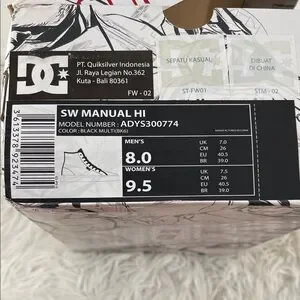 DC
PT. Quiksilver Indonesia
Jl. Raya Legian No.362
Kuta - Bali 80361
FW - 02
SEPATU KASUAL
ST-FW01
DIBUAT
DI CHINA
STM - 02
SW MANUAL HI
MODEL NUMBER : ADYS300774
COLOR : BLACK MULTI(BK6)
MEN'S
8.0
UK 7.0
CM 26
EU 40.5
BR 39.0
WOMEN'S
9.5
UK 7.5
CM 26
EU 40.5
BR 39.0
3613378924474